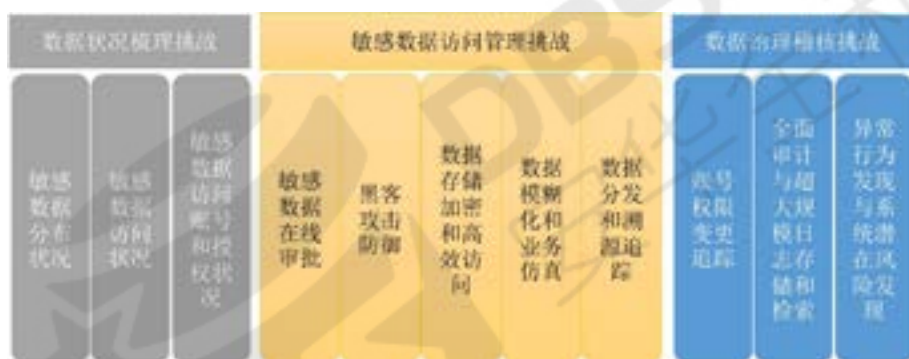 数据状况梳理挑战
敏感数据访问管理挑战
数据治理稽核挑战
敏感
数据
分布
状况
敏感
数据
访问
状况
敏感
数据
访问
账号
和授
权状
况
敏感
数据
在线
审批
黑客
攻击
防御
数据
存储
加密
和高
效访
问
数据
模糊
化和
业务
仿真
数据
分发
和溯
源追
踪
账号
权限
变更
追踪
全面
审计
与超
大规
模日
志存
储和
检索
异常
行为
发现
与系
统潜
在风
险发
现